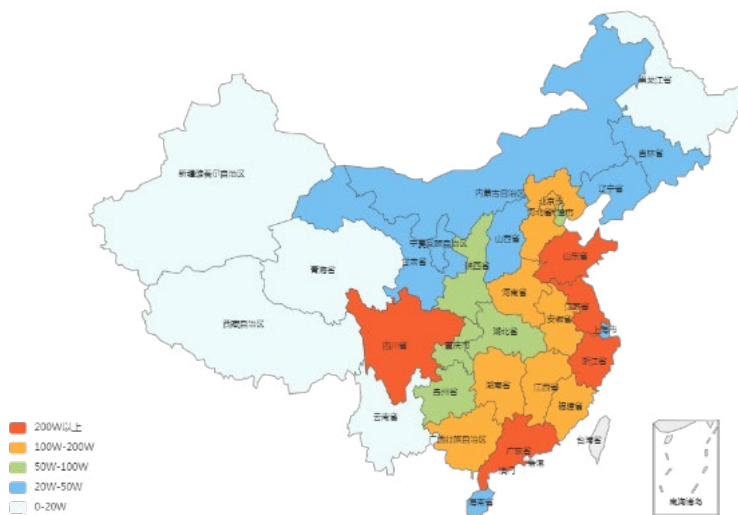 黑龙江省
吉林省
新疆维吾尔自治区
内蒙古自治区
辽宁省
北京市
河北省
天津市
宁夏回族自治区
山西省
山东省
甘肃省
陕西省
青海省
河南省
江苏省
安徽省
西藏自治区
上海市
湖北省
四川省
重庆市
浙江省
湖南省
江西省
贵州省
福建省
云南省
广西壮族自治区
台湾省
广东省
香港
澳门
海南省
南海诸岛
200W以上
100W-200W
50W-100W
20W-50W
0-20W